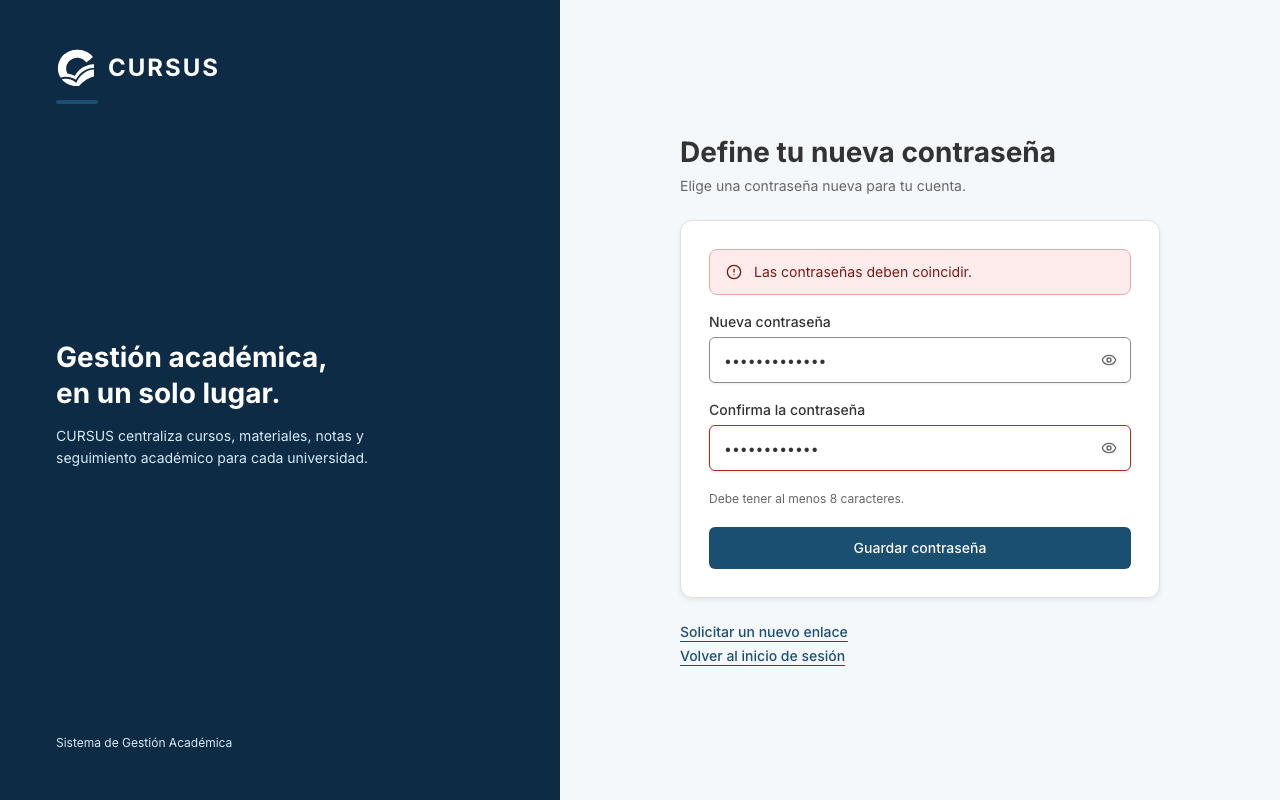 CURSUS
Gestión académica,
en un solo lugar.
CURSUS centraliza cursos, materiales, notas y
seguimiento académico para cada universidad.
Sistema de Gestión Académica
Define tu nueva contraseña
Elige una contraseña nueva para tu cuenta.
Las contraseñas deben coincidir.
Nueva contraseña
•••••••••••••
Confirma la contraseña
••••••••••••
Debe tener al menos 8 caracteres.
Guardar contraseña
Solicitar un nuevo enlace
Volver al inicio de sesión